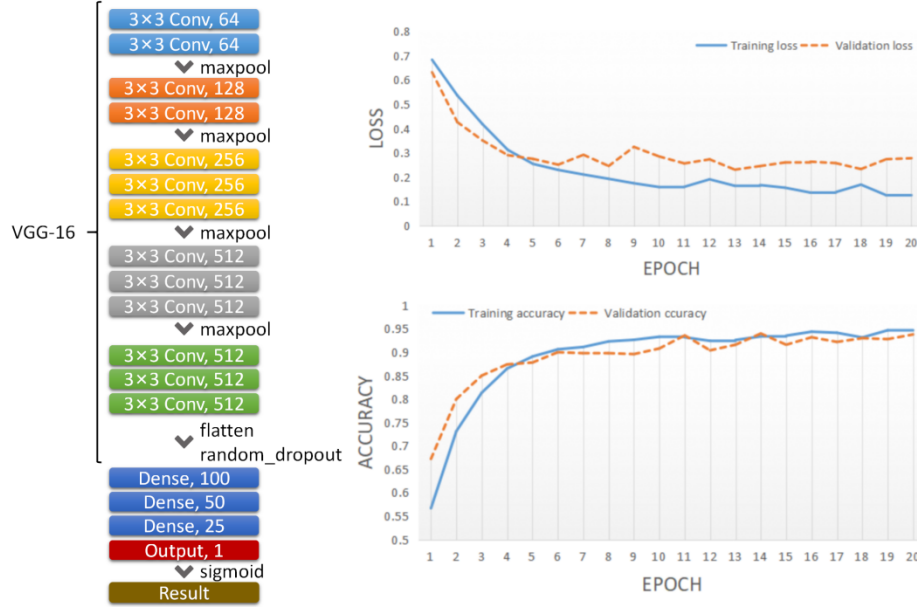 3×3 Conv, 64
3×3 Conv, 64
maxpool
3×3 Conv, 128
3×3 Conv, 128
maxpool
3×3 Conv, 256
3×3 Conv, 256
3×3 Conv, 256
maxpool
VGG-16
3×3 Conv, 512
3×3 Conv, 512
3×3 Conv, 512
maxpool
3×3 Conv, 512
3×3 Conv, 512
3×3 Conv, 512
flatten
random_dropout
Dense, 100
Dense, 50
Dense, 25
Output, 1
sigmoid
Result
Training loss Validation loss
LOSS
0.8
0.7
0.6
0.5
0.4
0.3
0.2
0.1
0
1 2 3 4 5 6 7 8 9 10 11 12 13 14 15 16 17 18 19 20
EPOCH
Training accuracy Validation ccuracy
ACCURACY
1
0.95
0.9
0.85
0.8
0.75
0.7
0.65
0.6
0.55
0.5
1 2 3 4 5 6 7 8 9 10 11 12 13 14 15 16 17 18 19 20
EPOCH